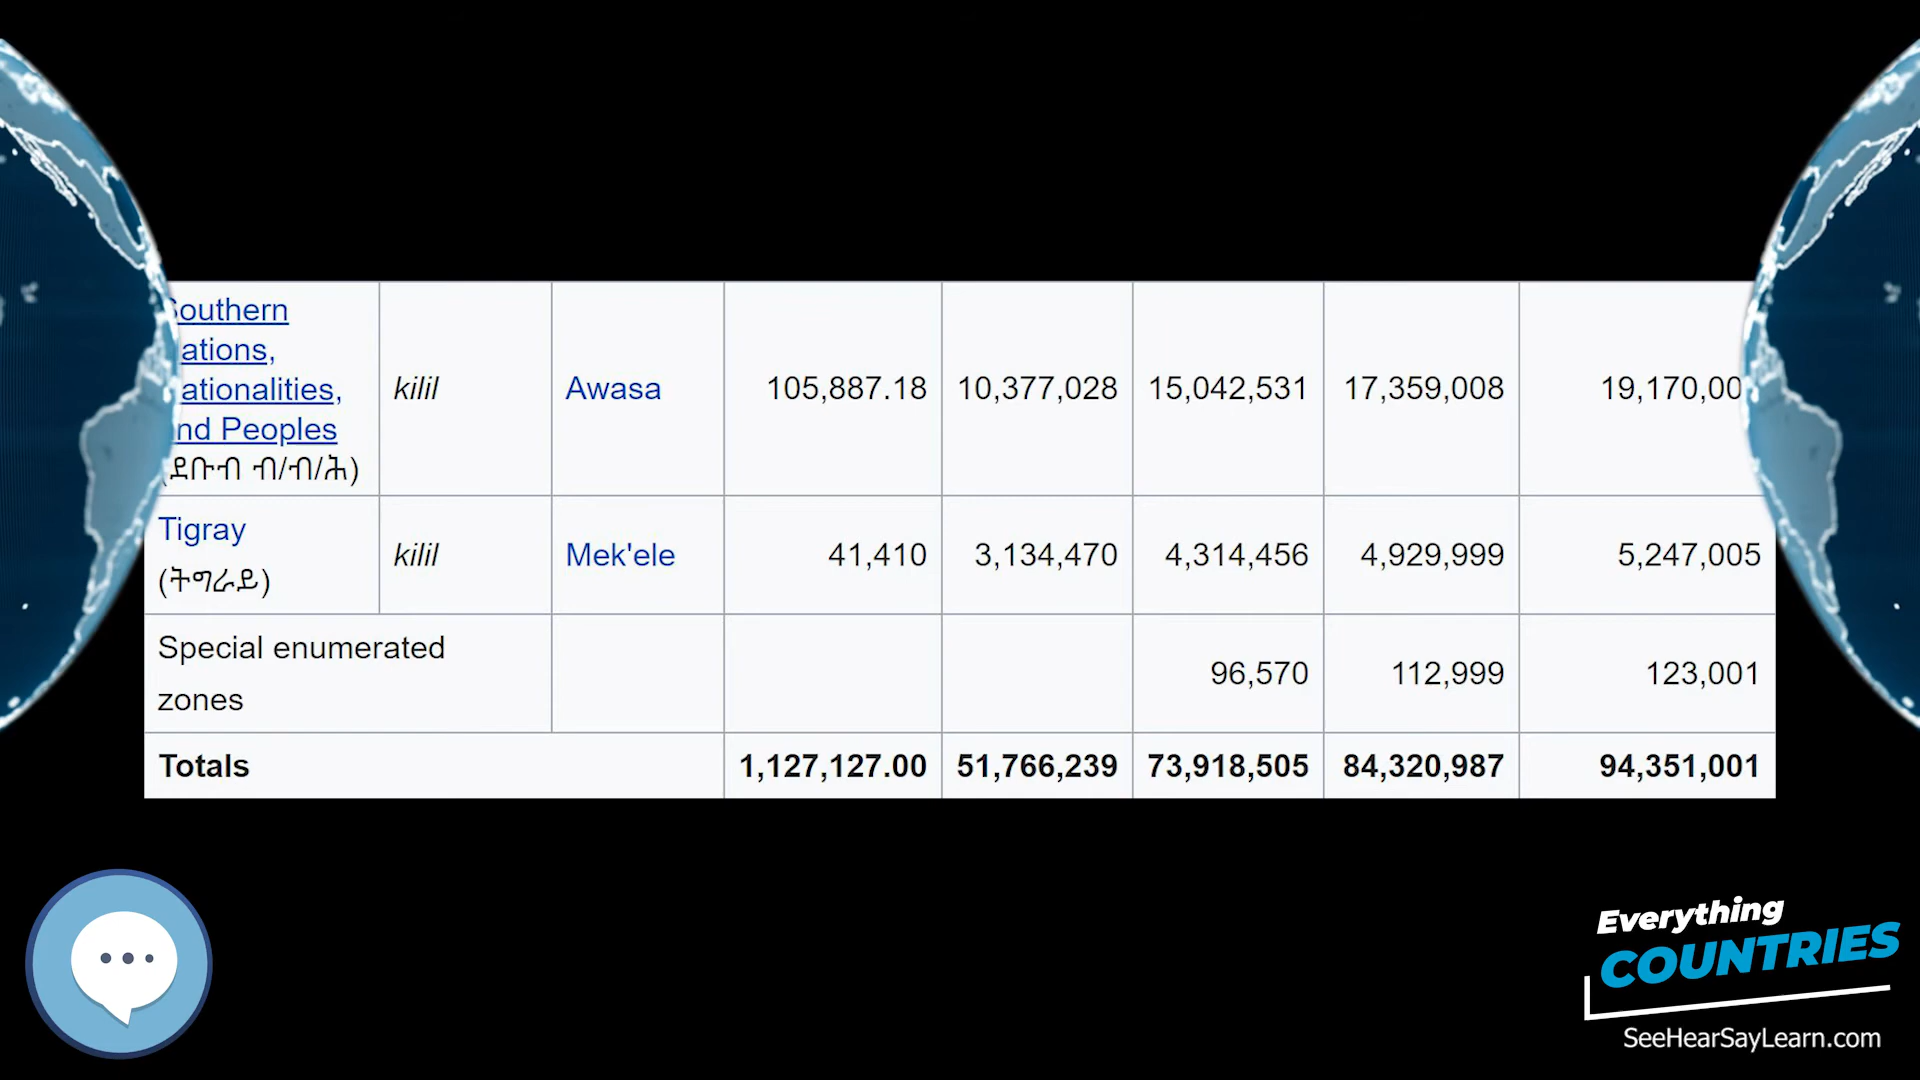 outhern
ations,
ationalities,
nd Peoples
(ደቡብ ብ/ብ/ሕ)
kilil
Awasa
105,887.18
10,377,028
15,042,531
17,359,008
19,170,00
Tigray
(ትግራይ)
kilil
Mek'ele
41,410
3,134,470
4,314,456
4,929,999
5,247,005
Special enumerated
zones
96,570
112,999
123,001
Totals
1,127,127.00
51,766,239
73,918,505
84,320,987
94,351,001
Everything
COUNTRIES
SeeHearSayLearn.com